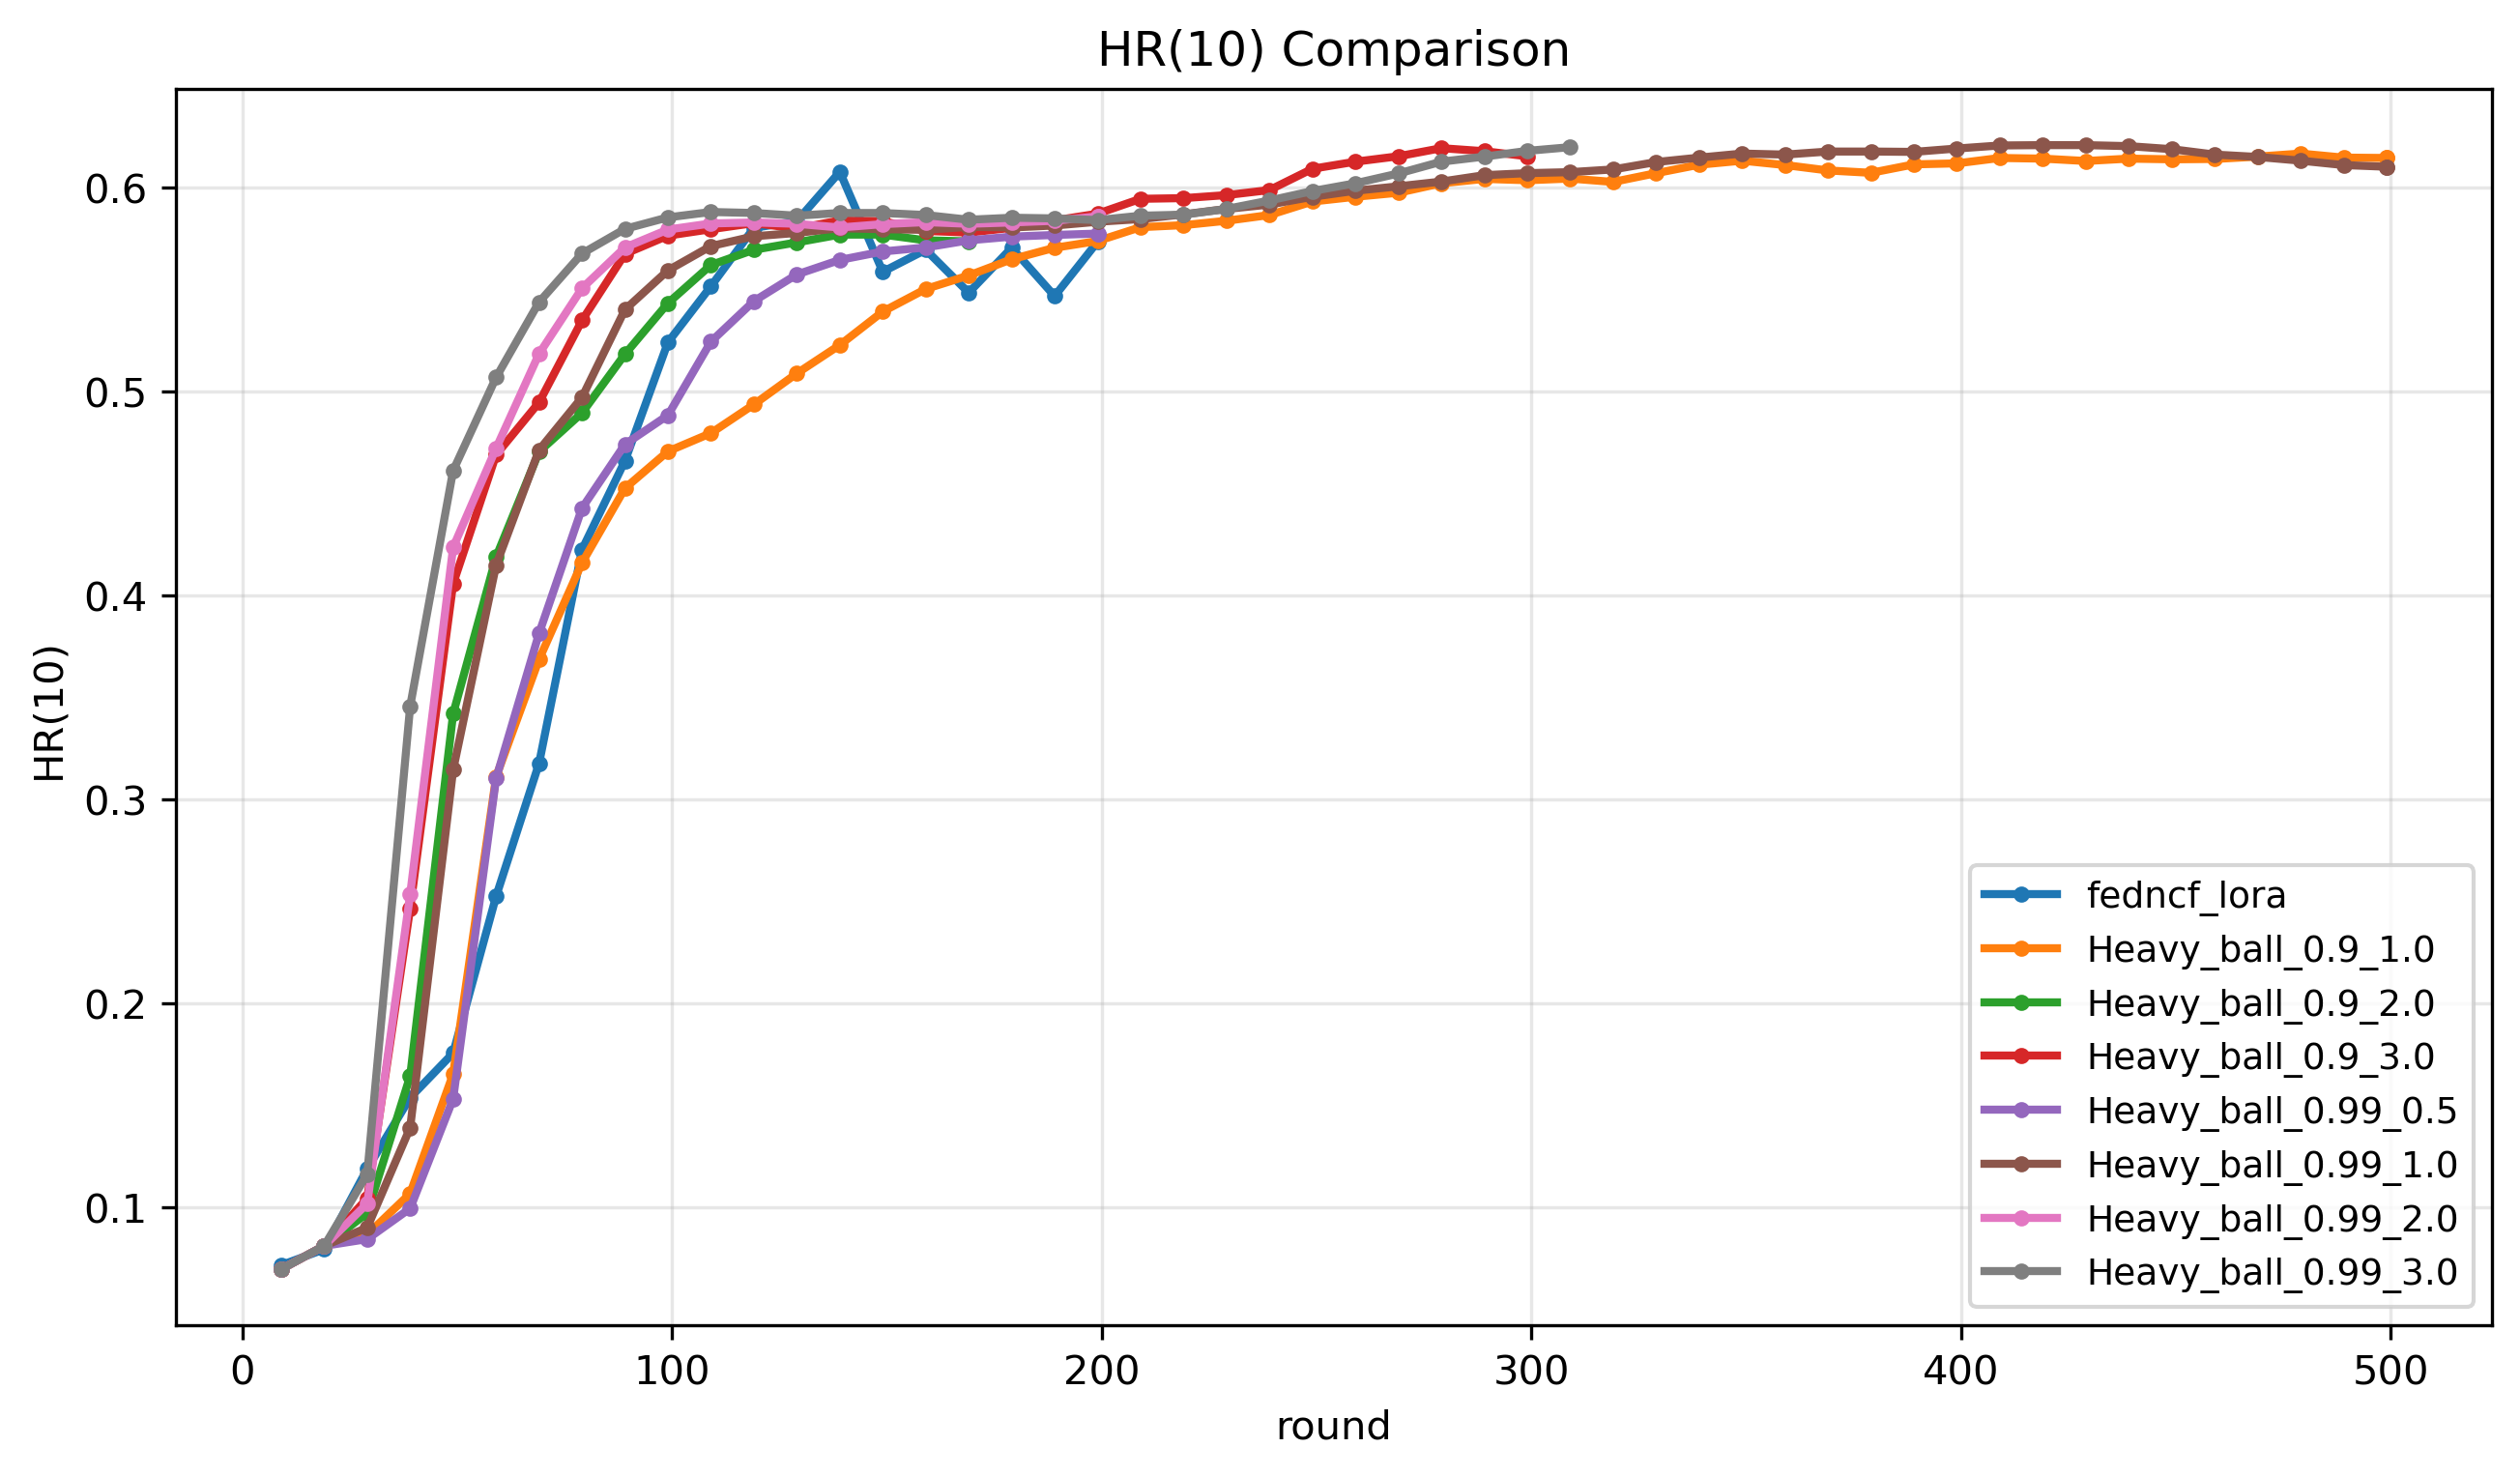 HR(10) Comparison
HR(10)
0.6
0.5
0.4
0.3
0.2
0.1
0 100 200 300 400 500
round
fedncf_lora
Heavy_ball_0.9_1.0
Heavy_ball_0.9_2.0
Heavy_ball_0.9_3.0
Heavy_ball_0.99_0.5
Heavy_ball_0.99_1.0
Heavy_ball_0.99_2.0
Heavy_ball_0.99_3.0